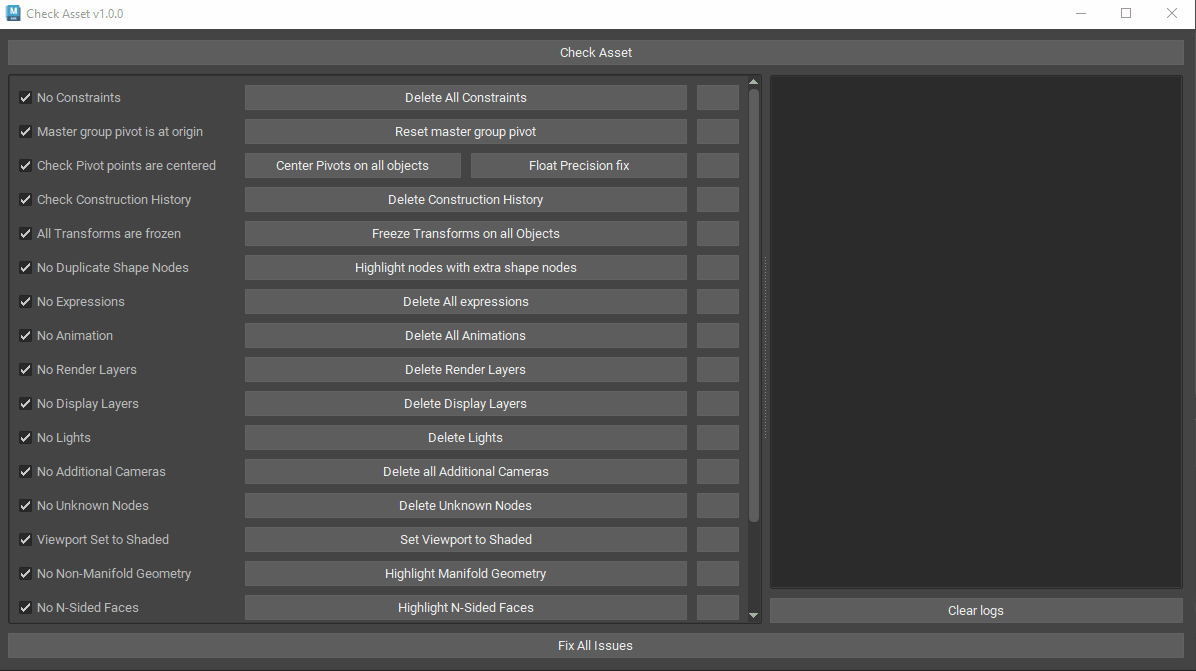 Check Asset v1.0.0
Check Asset
No Constraints Delete All Constraints
Master group pivot is at origin Reset master group pivot
Check Pivot points are centered Center Pivots on all objects Float Precision fix
Check Construction History Delete Construction History
All Transforms are frozen Freeze Transforms on all Objects
No Duplicate Shape Nodes Highlight nodes with extra shape nodes
No Expressions Delete All expressions
No Animation Delete All Animations
No Render Layers Delete Render Layers
No Display Layers Delete Display Layers
No Lights Delete Lights
No Additional Cameras Delete all Additional Cameras
No Unknown Nodes Delete Unknown Nodes
Viewport Set to Shaded Set Viewport to Shaded
No Non-Manifold Geometry Highlight Manifold Geometry
No N-Sided Faces Highlight N-Sided Faces
Clear logs
Fix All Issues